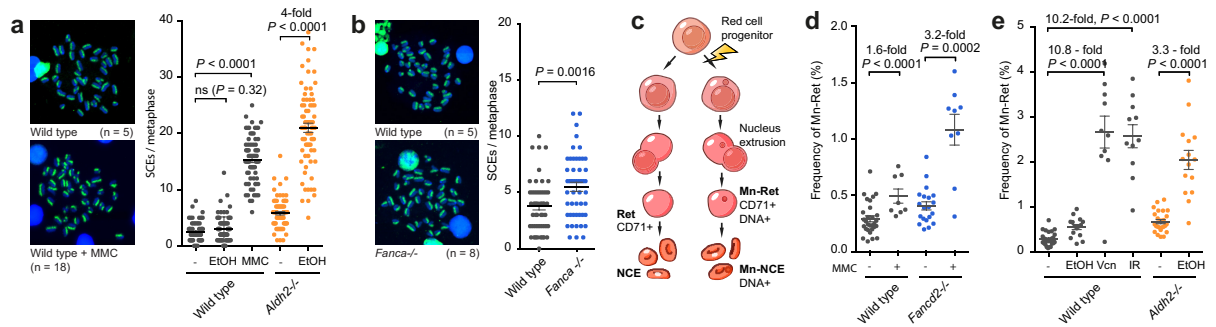 a
Wild type (n = 5)
Wild type + MMC
(n = 18)
SCEs / metaphase
40
30
20
10
0
4-fold
P < 0.0001
P < 0.0001
ns (P = 0.32)
- EtOH MMC - EtOH
Wild type
Aldh2-/-
b
Wild type (n = 5)
Fanca-/- (n = 8)
SCEs / metaphase
20
15
10
5
0
P = 0.0016
Wild type
Fanca -/-
c
Red cell
progenitor
Nucleus
extrusion
Mn-Ret
CD71+
DNA+
Ret
CD71+
NCE
Mn-NCE
DNA+
d
Frequency of Mn-Ret (%)
2.0
1.5
1.0
0.5
0.0
3.2-fold
P = 0.0002
1.6-fold
P < 0.0001
MMC - + - +
Wild type
Fancd2-/-
e
Frequency of Mn-Ret (%)
5
4
3
2
1
0
10.2-fold, P < 0.0001
10.8 - fold
P < 0.0001
3.3 - fold
P < 0.0001
- EtOH Vcn IR - EtOH
Wild type
Aldh2-/-